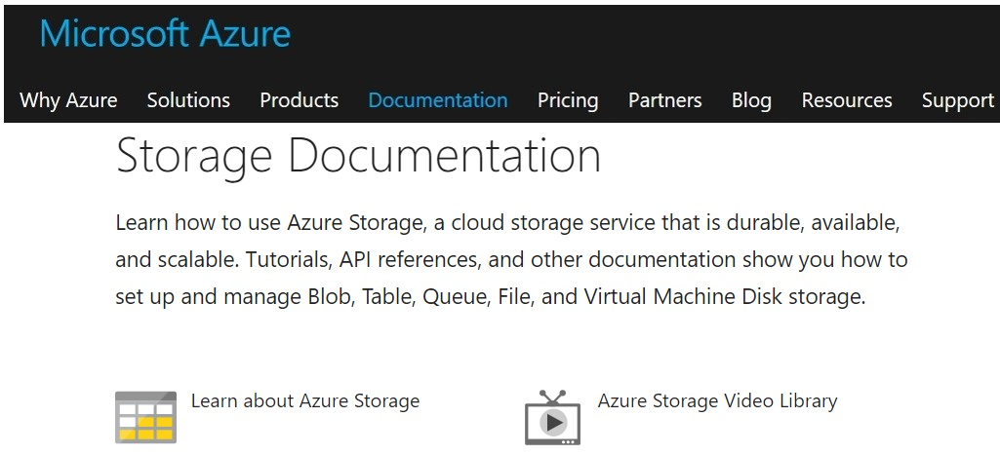 Microsoft Azure
Why Azure Solutions Products Documentation Pricing Partners Blog Resources Support
Storage Documentation
Learn how to use Azure Storage, a cloud storage service that is durable, available,
and scalable. Tutorials, API references, and other documentation show you how to
set up and manage Blob, Table, Queue, File, and Virtual Machine Disk storage.
Learn about Azure Storage Azure Storage Video Library